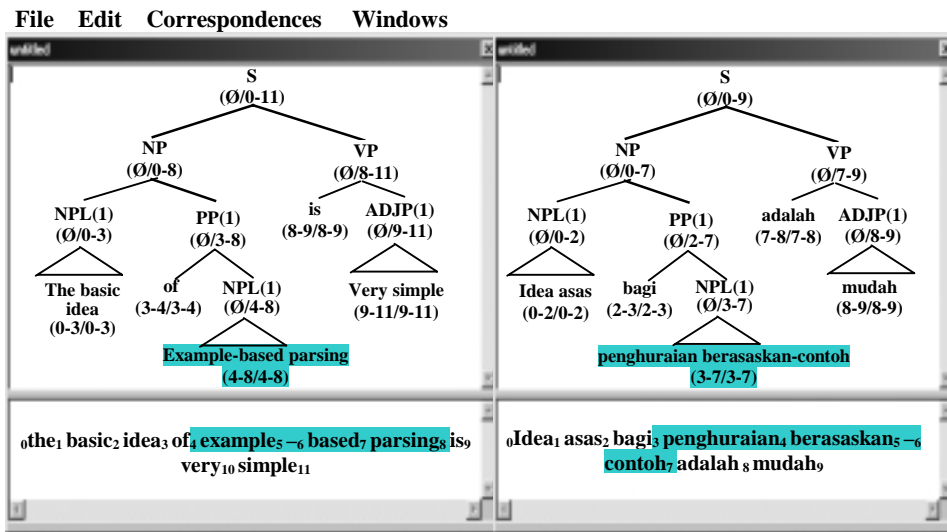 File Edit Correspondences Windows
untitled
S
(Ø/0-11)
NP
(Ø/0-8)
VP
(Ø/8-11)
NPL(1)
(Ø/0-3)
PP(1)
(Ø/3-8)
is
(8-9/8-9)
ADJP(1)
(Ø/9-11)
The basic
idea
(0-3/0-3)
of
(3-4/3-4)
NPL(1)
(Ø/4-8)
Very simple
(9-11/9-11)
Example-based parsing
(4-8/4-8)
₀the₁ basic₂ idea₃ of₄ example₅ –₆ based₇ parsing₈ is₉
very₁₀ simple₁₁
untitled
S
(Ø/0-9)
NP
(Ø/0-7)
VP
(Ø/7-9)
NPL(1)
(Ø/0-2)
PP(1)
(Ø/2-7)
adalah
(7-8/7-8)
ADJP(1)
(Ø/8-9)
Idea asas
(0-2/0-2)
bagi
(2-3/2-3)
NPL(1)
(Ø/3-7)
mudah
(8-9/8-9)
penghuraian berasaskan-contoh
(3-7/3-7)
₀Idea₁ asas₂ bagi₃ penghuraian₄ berasaskan₅ –₆
contoh₇ adalah ₈ mudah₉